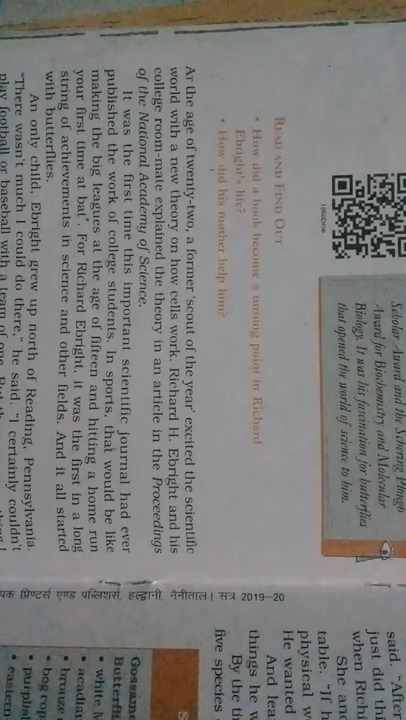 Scholar Award and the Schering Plough
Award for Biochemistry and Molecular
Biology. It was his fascination for butterflies
that opened the world of science to him.
READ AND FIND OUT
• How did a book become a turning point in Richard
Ebright's life?
• How did his mother help him?
AT the age of twenty-two, a former 'scout of the year' excited the scientific
world with a new theory on how cells work. Richard H. Ebright and his
college room-mate explained the theory in an article in the Proceedings
of the National Academy of Science.
It was the first time this important scientific journal had ever
published the work of college students. In sports, that would be like
making the big leagues at the age of fifteen and hitting a home run
your first time at bat*. For Richard Ebright, it was the first in a long
string of achievements in science and other fields. And it all started
with butterflies.
An only child, Ebright grew up north of Reading, Pennsylvania.
"There wasn't much I could do there," he said. "I certainly couldn't
play football or baseball with a team of one.
प्रिण्टर्स एण्ड पब्लिशर्स, हल्द्वानी, नैनीताल। सत्र 2019–20
said. "After
just did thi
when Rich
She an
table. "If
physical w
He wanted
And lea
things he w
By the ti
five species
Gossame
Butterfl
• white M
• acadian
• bronze
• bog cop
• purplish
• eastern